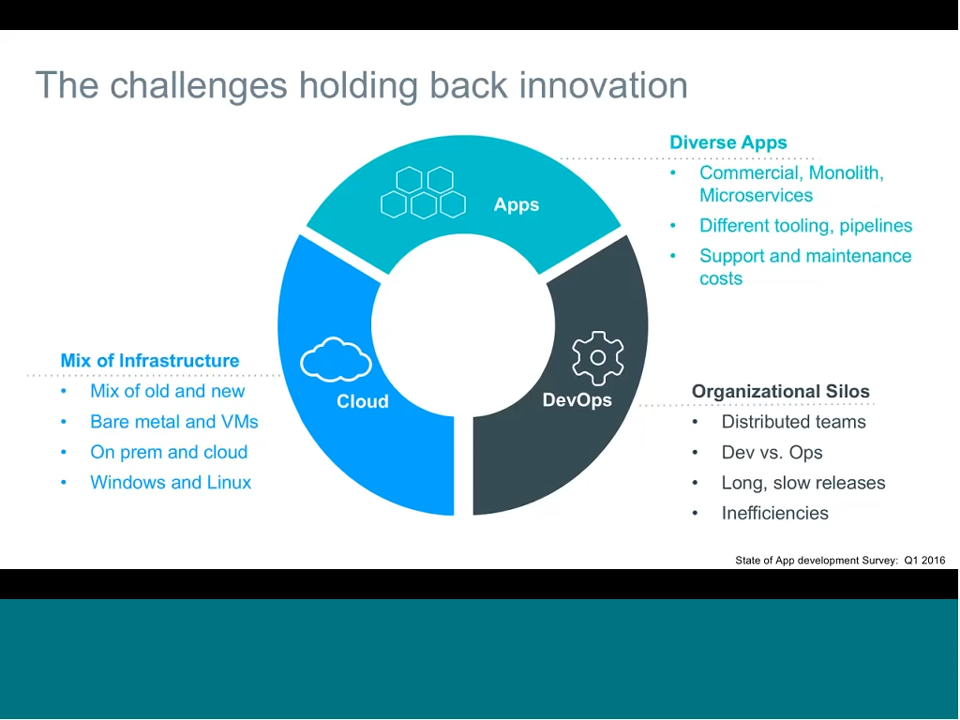 The challenges holding back innovation
Diverse Apps
• Commercial, Monolith,
Microservices
• Different tooling, pipelines
• Support and maintenance
costs
Apps
Mix of Infrastructure
• Mix of old and new
• Bare metal and VMs
• On prem and cloud
• Windows and Linux
Cloud
DevOps
Organizational Silos
• Distributed teams
• Dev vs. Ops
• Long, slow releases
• Inefficiencies
State of App development Survey: Q1 2016